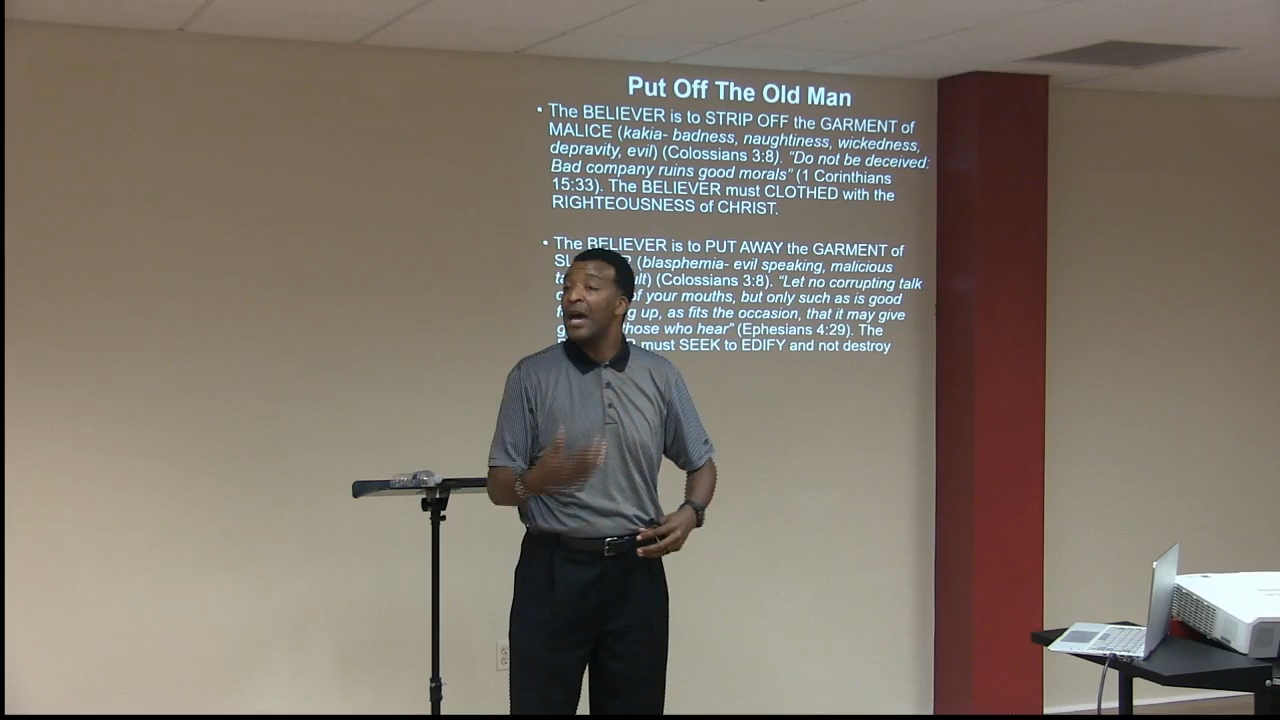 Put Off The Old Man
• The BELIEVER is to STRIP OFF the GARMENT of
MALICE (kakia- badness, naughtiness, wickedness,
depravity, evil) (Colossians 3:8). “Do not be deceived:
Bad company ruins good morals” (1 Corinthians
15:33). The BELIEVER must CLOTHED with the
RIGHTEOUSNESS of CHRIST.
• The BELIEVER is to PUT AWAY the GARMENT of
(blasphemia- evil speaking, malicious
(Colossians 3:8). “Let no corrupting talk
of your mouths, but only such as is good
up, as fits the occasion, that it may give
those who hear” (Ephesians 4:29). The
must SEEK to EDIFY and not destroy